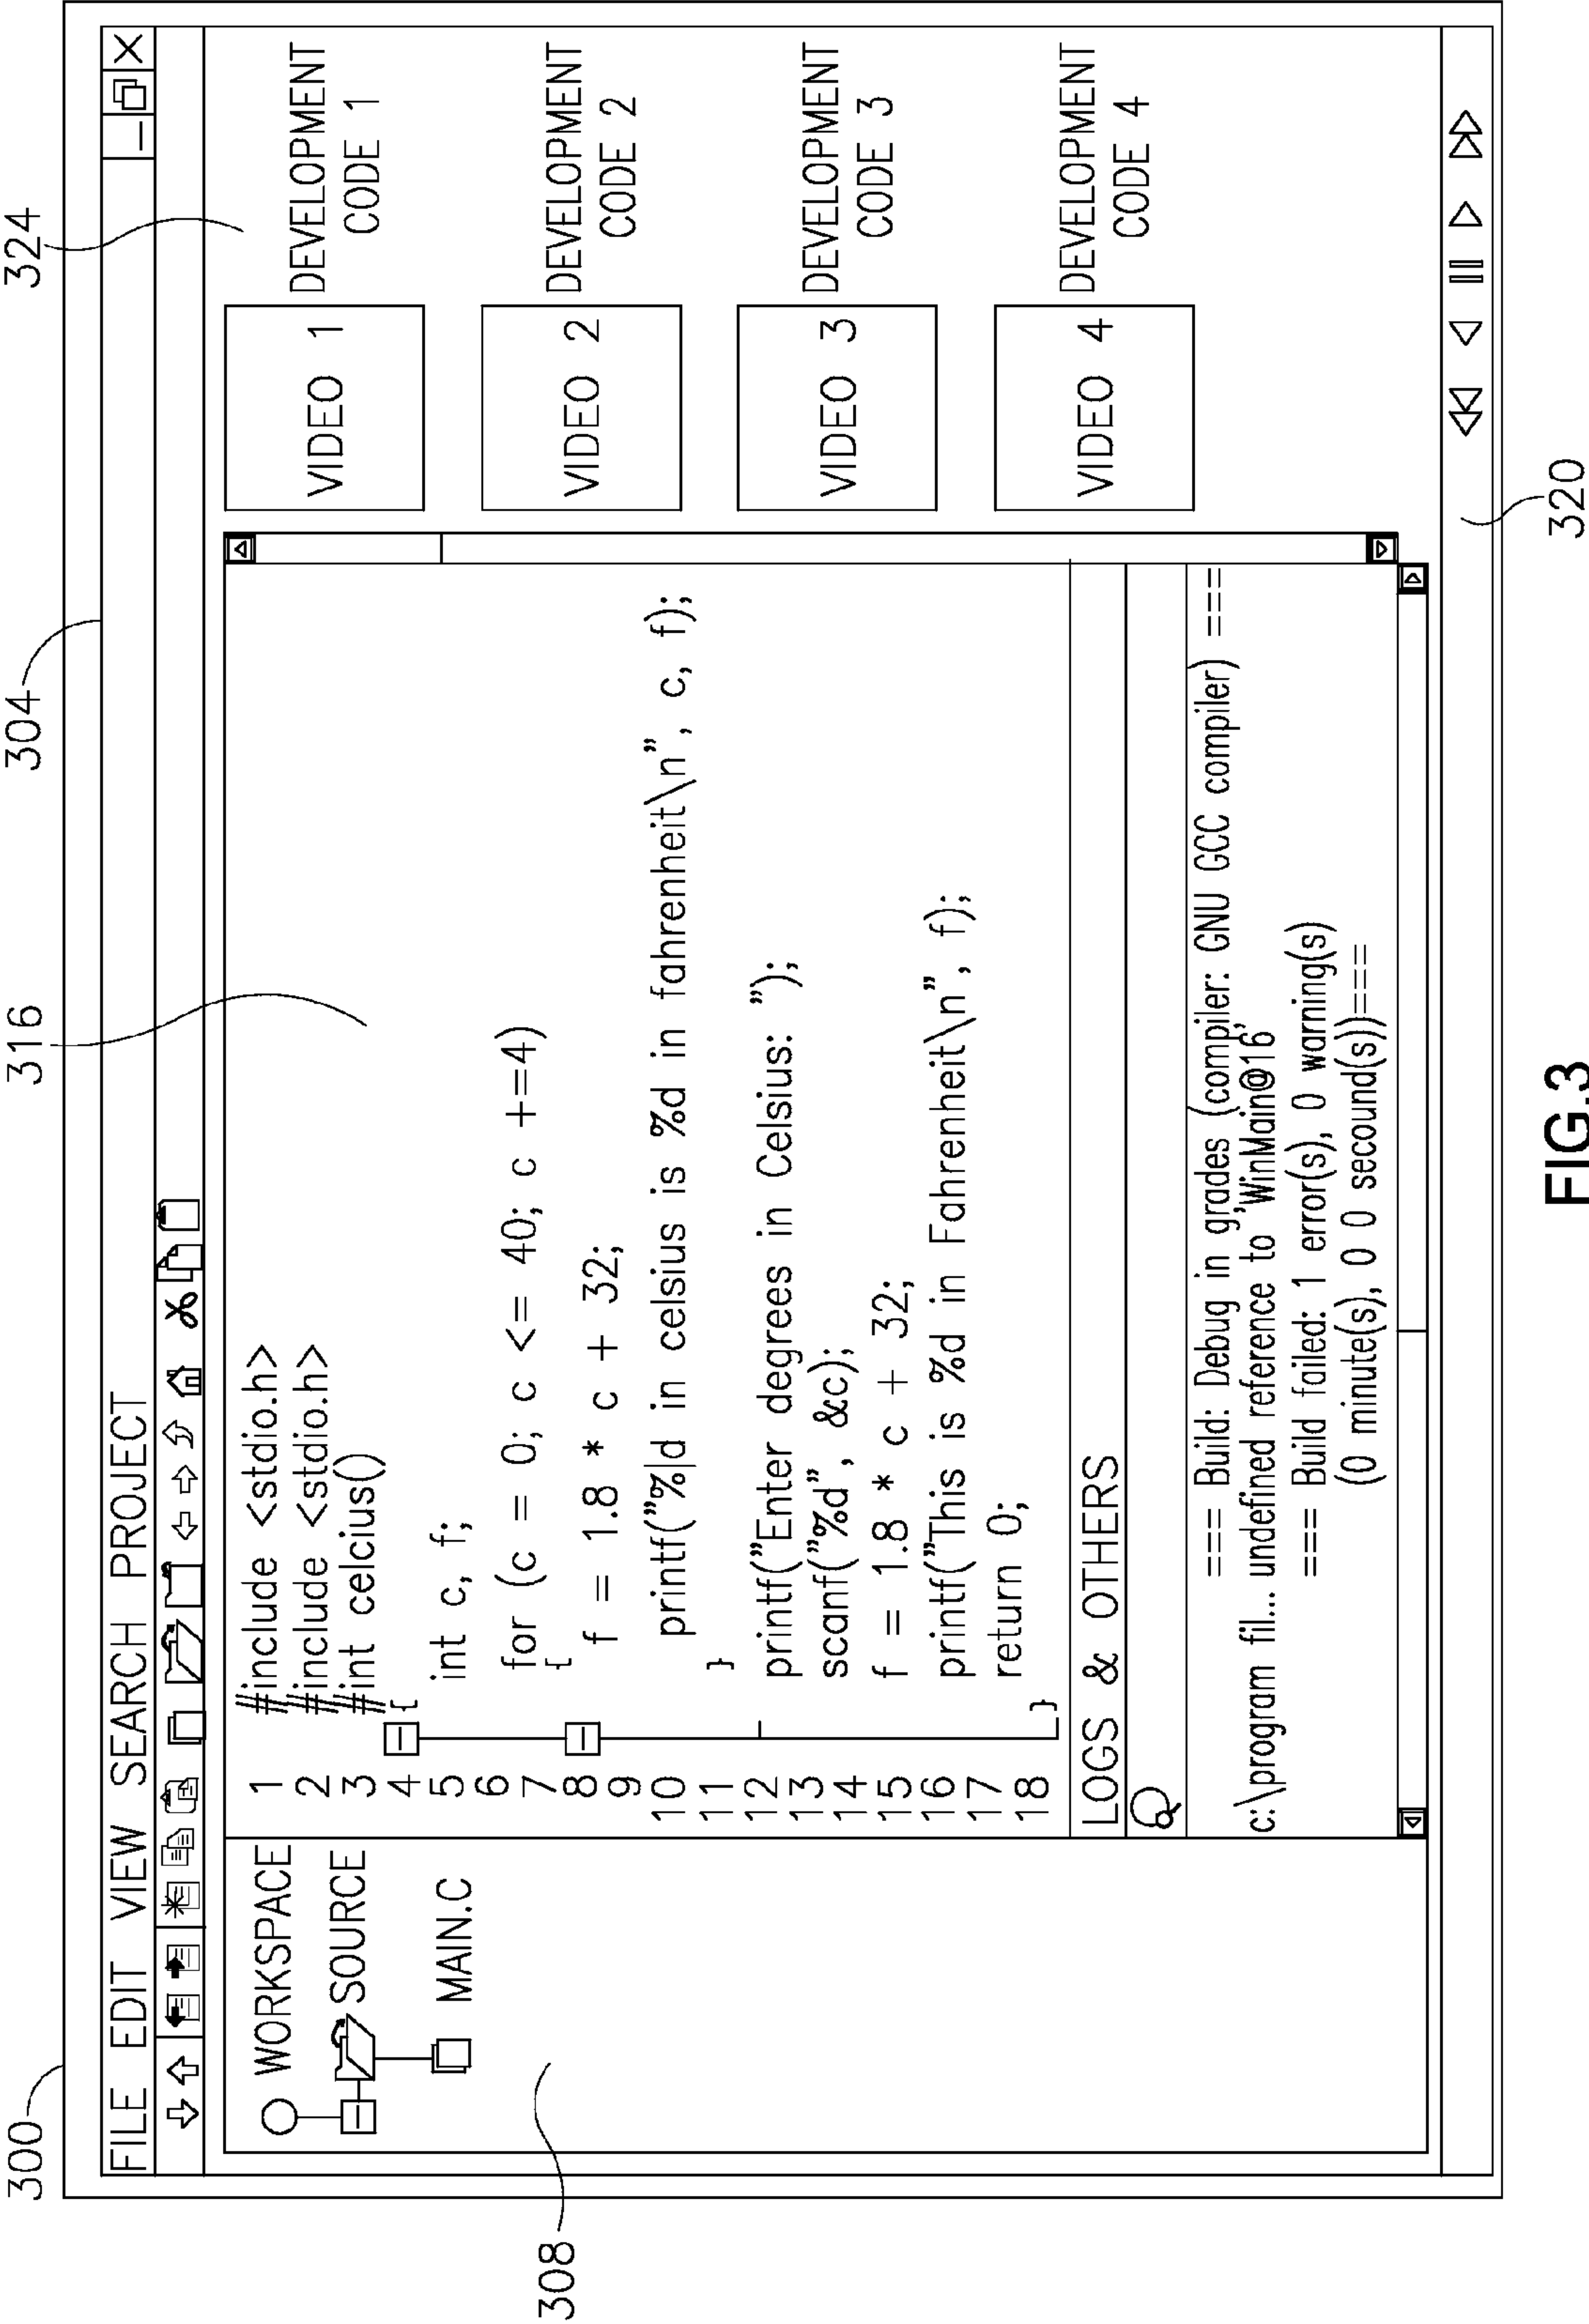 300
304
316
324
FILE EDIT VIEW SEARCH PROJECT
WORKSPACE
SOURCE
MAIN.C
308
1 #include <stdio.h>
2 #include <stdio.h>
3 #int celcius()
4 {
5 int c, f;
6
7 for (c = 0; c <= 40; c +=4)
8 {
9 f = 1.8 * c + 32;
10 printf("%d in celsius is %d in fahrenheit\n", c, f);
11 }
12 printf("Enter degrees in Celsius: ");
13 scanf("%d", &c);
14 f = 1.8 * c + 32;
15 printf("This is %d in Fahrenheit\n", f);
16 return 0;
17
18 }
LOGS & OTHERS
=== Build: Debug in grades (compiler: GNU GCC compiler) ===
c:\program fil... undefined reference to 'WinMain@16'
=== Build failed: 1 error(s), 0 warning(s)
(0 minute(s), 0 0 secound(s))====
VIDEO 1
DEVELOPMENT
CODE 1
VIDEO 2
DEVELOPMENT
CODE 2
VIDEO 3
DEVELOPMENT
CODE 3
VIDEO 4
DEVELOPMENT
CODE 4
320
FIG.3